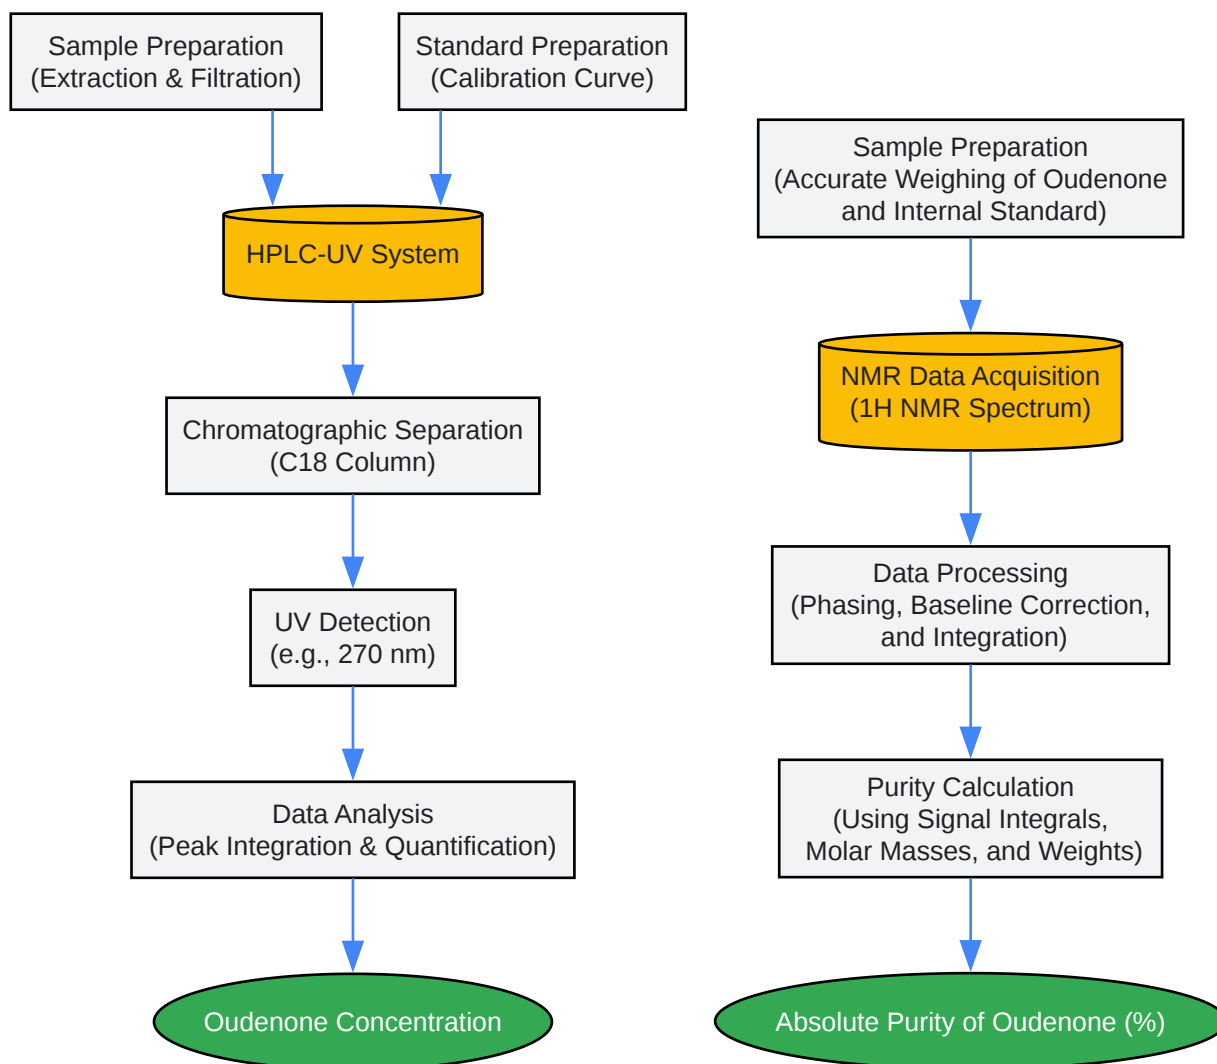 Sample Preparation
(Extraction & Filtration)
Standard Preparation
(Calibration Curve)
HPLC-UV System
Chromatographic Separation
(C18 Column)
UV Detection
(e.g., 270 nm)
Data Analysis
(Peak Integration & Quantification)
Oudenone Concentration
Sample Preparation
(Accurate Weighing of Oudenone
and Internal Standard)
NMR Data Acquisition
(1H NMR Spectrum)
Data Processing
(Phasing, Baseline Correction,
and Integration)
Purity Calculation
(Using Signal Integrals,
Molar Masses, and Weights)
Absolute Purity of Oudenone (%)